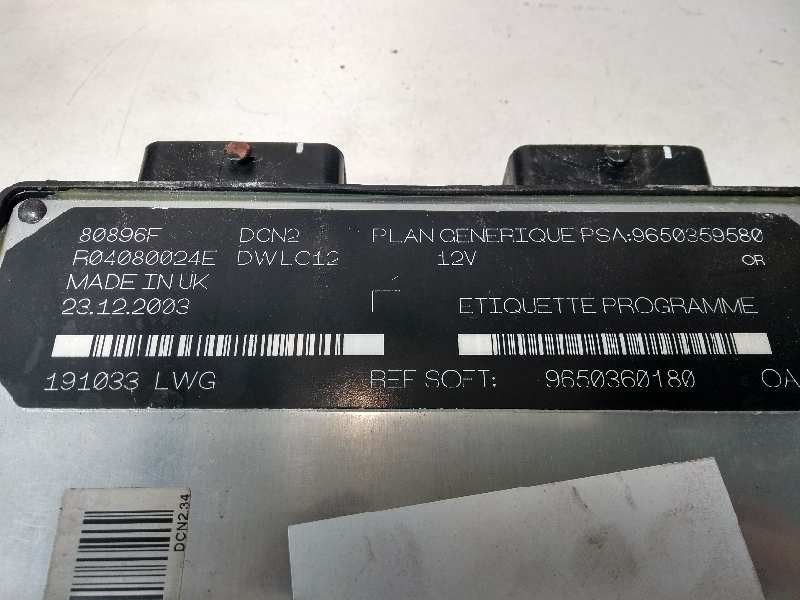 80896F DCN2 PLAN GENERIQUE PSA:9650359580
R04080024E DWLC12 12V OR
MADE IN UK
23.12.2003 ETIQUETTE PROGRAMME
191033 LWG REF SOFT: 9650360180 OA
DCN2.34